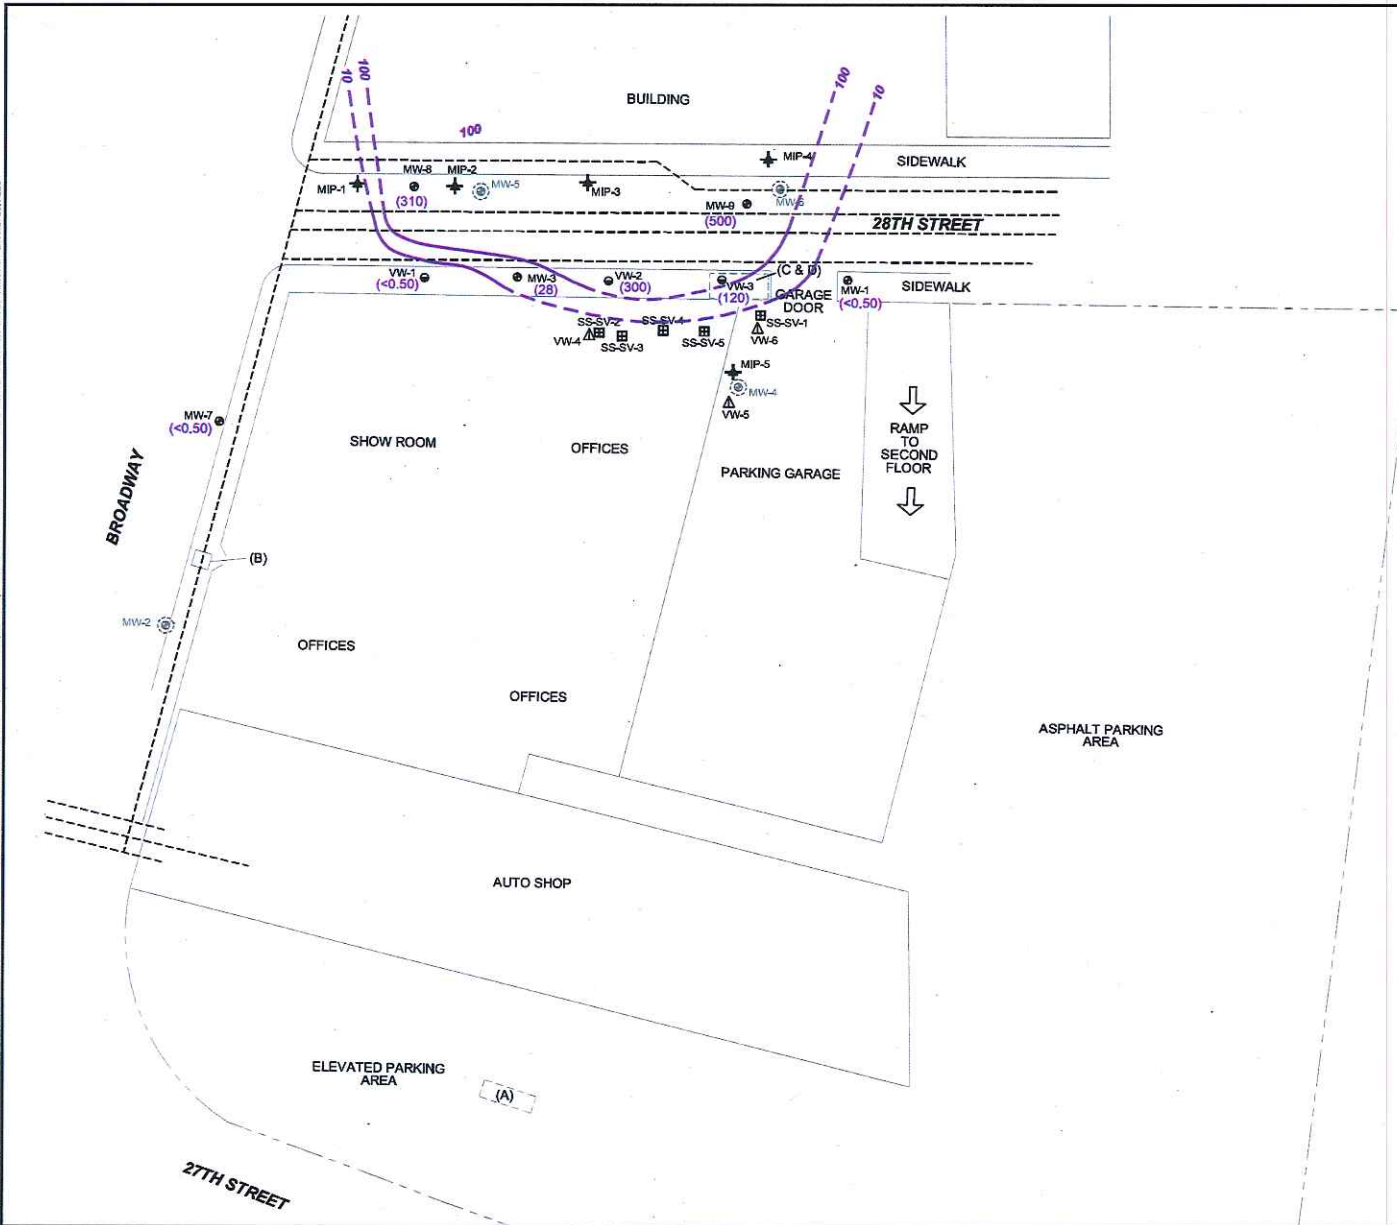 10
100
100
10
BUILDING
100
MIP-4
SIDEWALK
MIP-1
MW-8
(310)
MIP-2
MW-5
MIP-3
MW-6
MW-9
(500)
28TH STREET
VW-1
(<0.50)
MW-3
(28)
VW-2
(300)
VW-3
(120)
(C & D)
GARAGE
DOOR
MW-1
(<0.50)
SIDEWALK
SS-SV-2
SS-SV-4
SS-SV-1
VW-4
SS-SV-3
SS-SV-5
VW-6
MIP-5
MW-4
VW-5
MW-7
(<0.50)
SHOW ROOM
OFFICES
RAMP
TO
SECOND
FLOOR
PARKING GARAGE
BROADWAY
(B)
MW-2
OFFICES
OFFICES
ASPHALT PARKING
AREA
AUTO SHOP
ELEVATED PARKING
AREA
(A)
27TH STREET